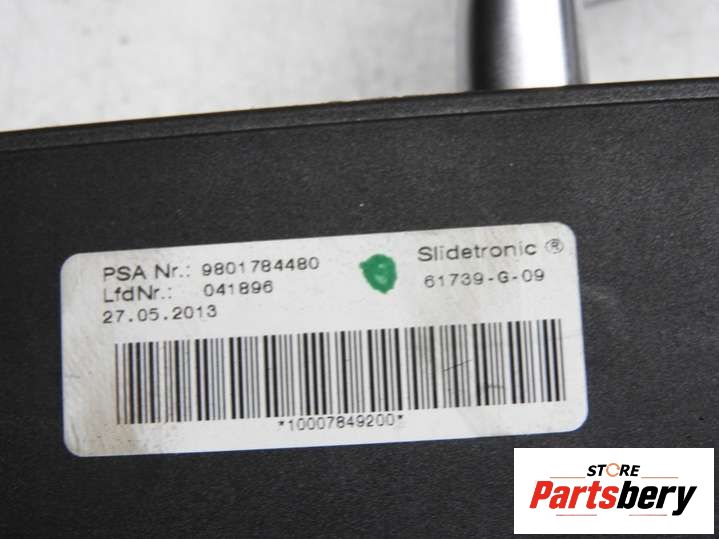 PSA Nr.: 9801784480
Slidetronic ®
LfdNr.: 041896
61739-G-09
27.05.2013
*10007849200*
STORE
Partsbery